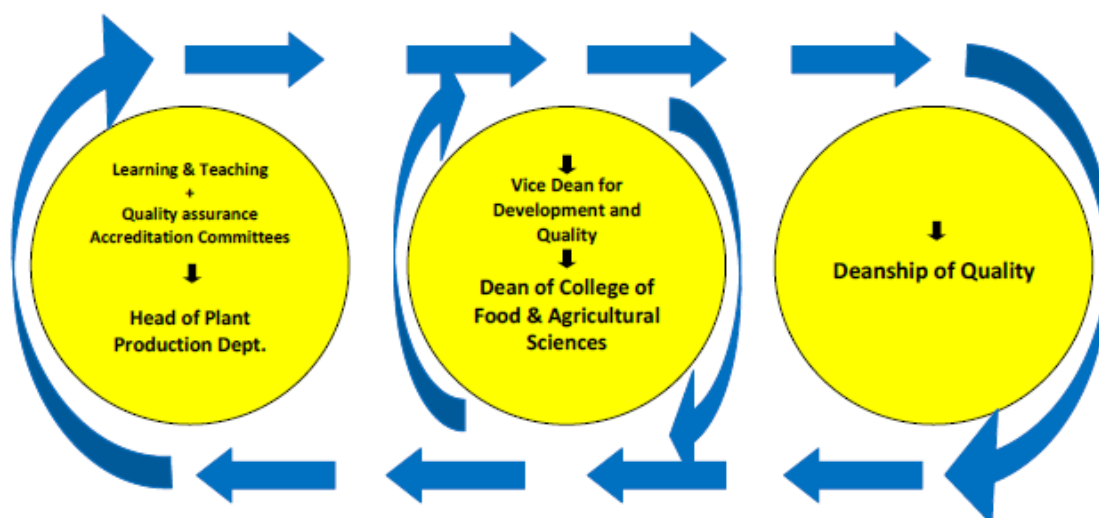 Learning & Teaching
+
Quality assurance
Accreditation Committees
Head of Plant
Production Dept.
Vice Dean for
Development and
Quality
Dean of College of
Food & Agricultural
Sciences
Deanship of Quality